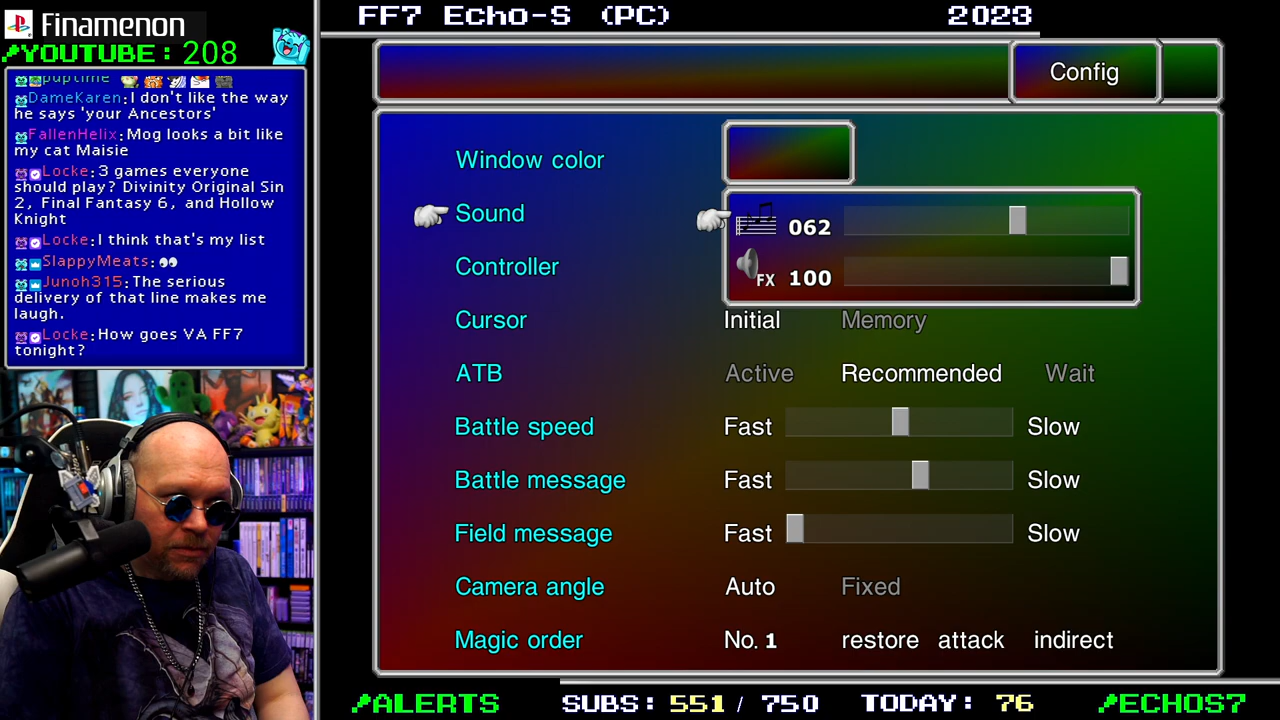 Finamenon
/YOUTUBE: 208
puptime
DameKaren: I don't like the way
he says 'your Ancestors'
FallenHelix: Mog looks a bit like
my cat Maisie
Locke: 3 games everyone
should play? Divinity Original Sin
2, Final Fantasy 6, and Hollow
Knight
Locke: I think that's my list
SlappyMeats:
Junoh315: The serious
delivery of that line makes me
laugh.
Locke: How goes VA FF7
tonight?
FF7 Echo-S (PC) 2023
Config
Window color
Sound 062
FX 100
Controller
Cursor Initial Memory
ATB Active Recommended Wait
Battle speed Fast Slow
Battle message Fast Slow
Field message Fast Slow
Camera angle Auto Fixed
Magic order No. 1 restore attack indirect
/ALERTS SUBS: 551 / 750 TODAY: 76 /ECHOS7